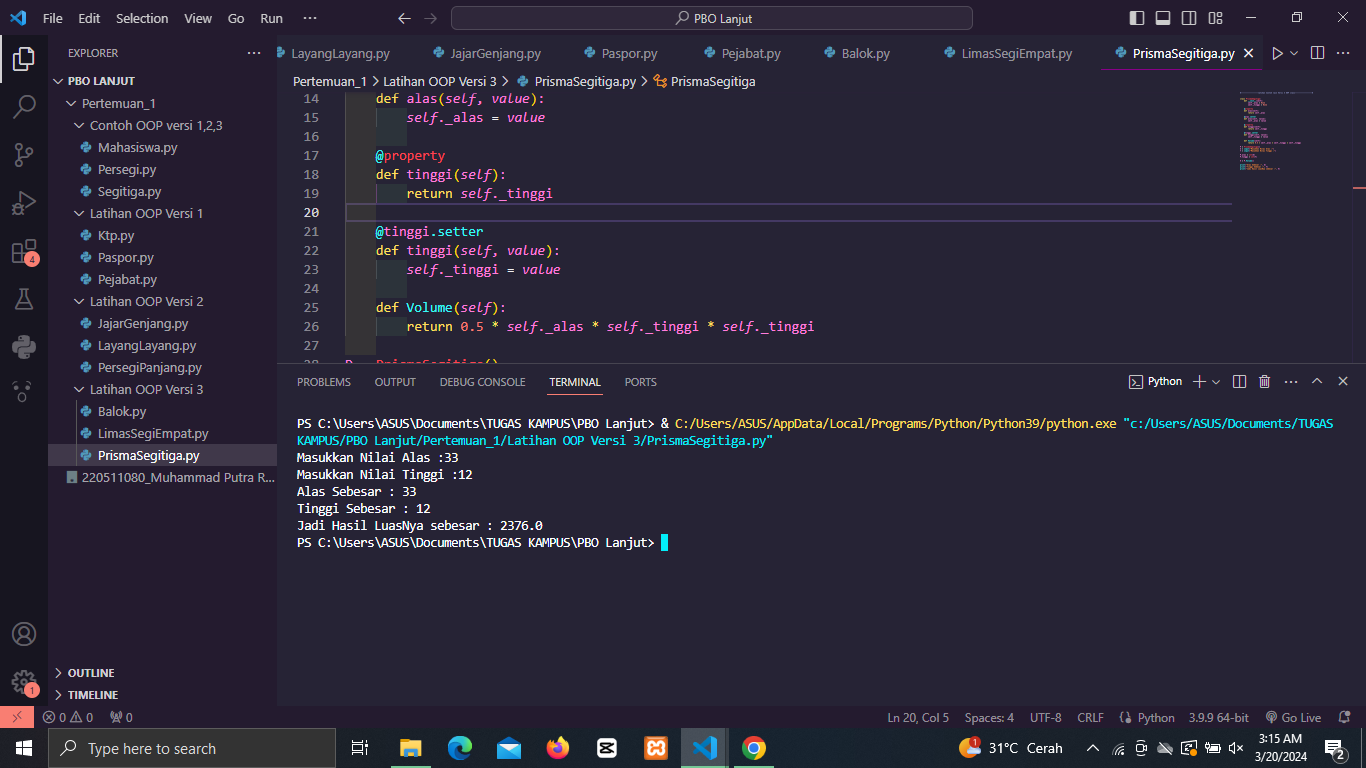 File Edit Selection View Go Run ··· PBO Lanjut
EXPLORER ···
PBO LANJUT
Pertemuan_1
Contoh OOP versi 1,2,3
Mahasiswa.py
Persegi.py
Segitiga.py
Latihan OOP Versi 1
Ktp.py
Paspor.py
Pejabat.py
Latihan OOP Versi 2
JajarGenjang.py
LayangLayang.py
PersegiPanjang.py
Latihan OOP Versi 3
Balok.py
LimasSegiEmpat.py
PrismaSegitiga.py
220511080_Muhammad Putra R...
OUTLINE
TIMELINE
4
1
LayangLayang.py JajarGenjang.py Paspor.py Pejabat.py Balok.py LimasSegiEmpat.py PrismaSegitiga.py ···
Pertemuan_1 > Latihan OOP Versi 3 > PrismaSegitiga.py > PrismaSegitiga
14 def alas(self, value):
15 self._alas = value
16
17 @property
18 def tinggi(self):
19 return self._tinggi
20
21 @tinggi.setter
22 def tinggi(self, value):
23 self._tinggi = value
24
25 def Volume(self):
26 return 0.5 * self._alas * self._tinggi * self._tinggi
27
PROBLEMS OUTPUT DEBUG CONSOLE TERMINAL PORTS Python ···
PS C:\Users\ASUS\Documents\TUGAS KAMPUS\PBO Lanjut> & C:/Users/ASUS/AppData/Local/Programs/Python/Python39/python.exe "c:/Users/ASUS/Documents/TUGAS
KAMPUS/PBO Lanjut/Pertemuan_1/Latihan OOP Versi 3/PrismaSegitiga.py"
Masukkan Nilai Alas :33
Masukkan Nilai Tinggi :12
Alas Sebesar : 33
Tinggi Sebesar : 12
Jadi Hasil LuasNya sebesar : 2376.0
PS C:\Users\ASUS\Documents\TUGAS KAMPUS\PBO Lanjut>
0 0 0 Ln 20, Col 5 Spaces: 4 UTF-8 CRLF Python 3.9.9 64-bit Go Live
Type here to search 1 31°C Cerah 3:15 AM
3/20/2024 2